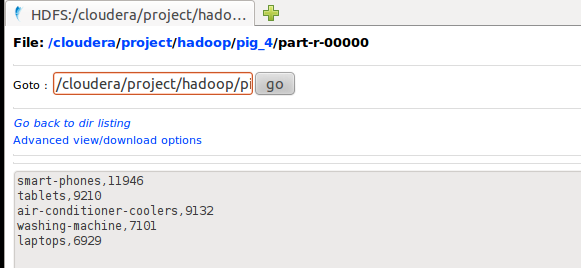 HDFS:/cloudera/project/hado...
File: /cloudera/project/hadoop/pig_4/part-r-00000
Goto : /cloudera/project/hadoop/pi go
Go back to dir listing
Advanced view/download options
smart-phones,11946
tablets,9210
air-conditioner-coolers,9132
washing-machine,7101
laptops,6929